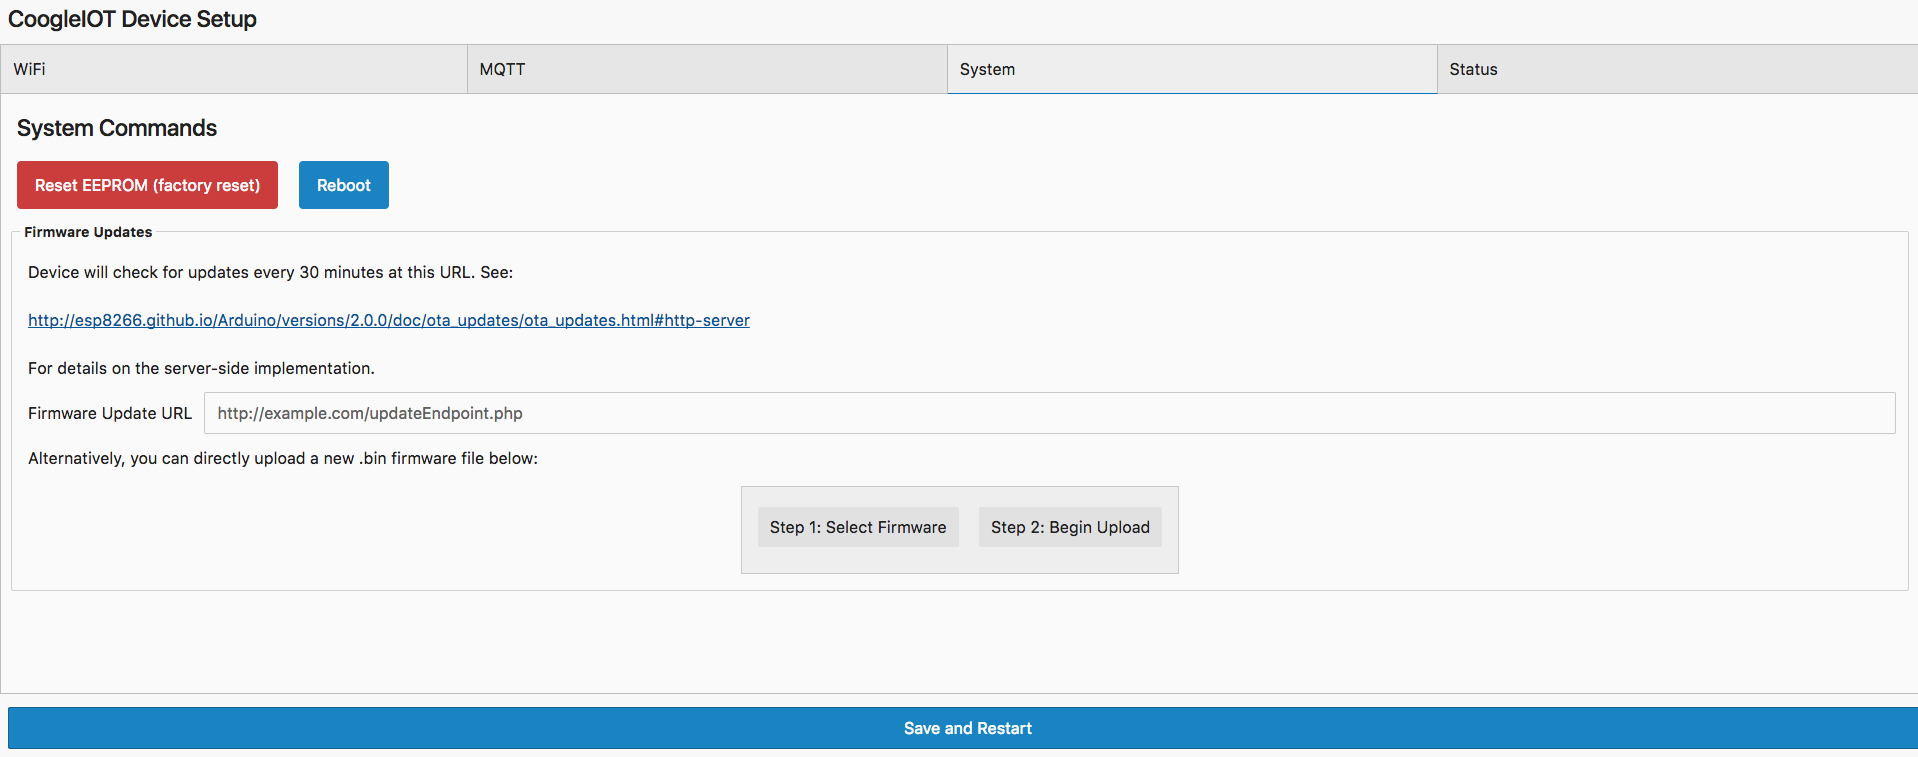 CoogleIOT Device Setup
WiFi
MQTT
System
Status
System Commands
Reset EEPROM (factory reset)
Reboot
Firmware Updates
Device will check for updates every 30 minutes at this URL. See:
http://esp8266.github.io/Arduino/versions/2.0.0/doc/ota_updates/ota_updates.html#http-server
For details on the server-side implementation.
Firmware Update URL
http://example.com/updateEndpoint.php
Alternatively, you can directly upload a new .bin firmware file below:
Step 1: Select Firmware
Step 2: Begin Upload
Save and Restart